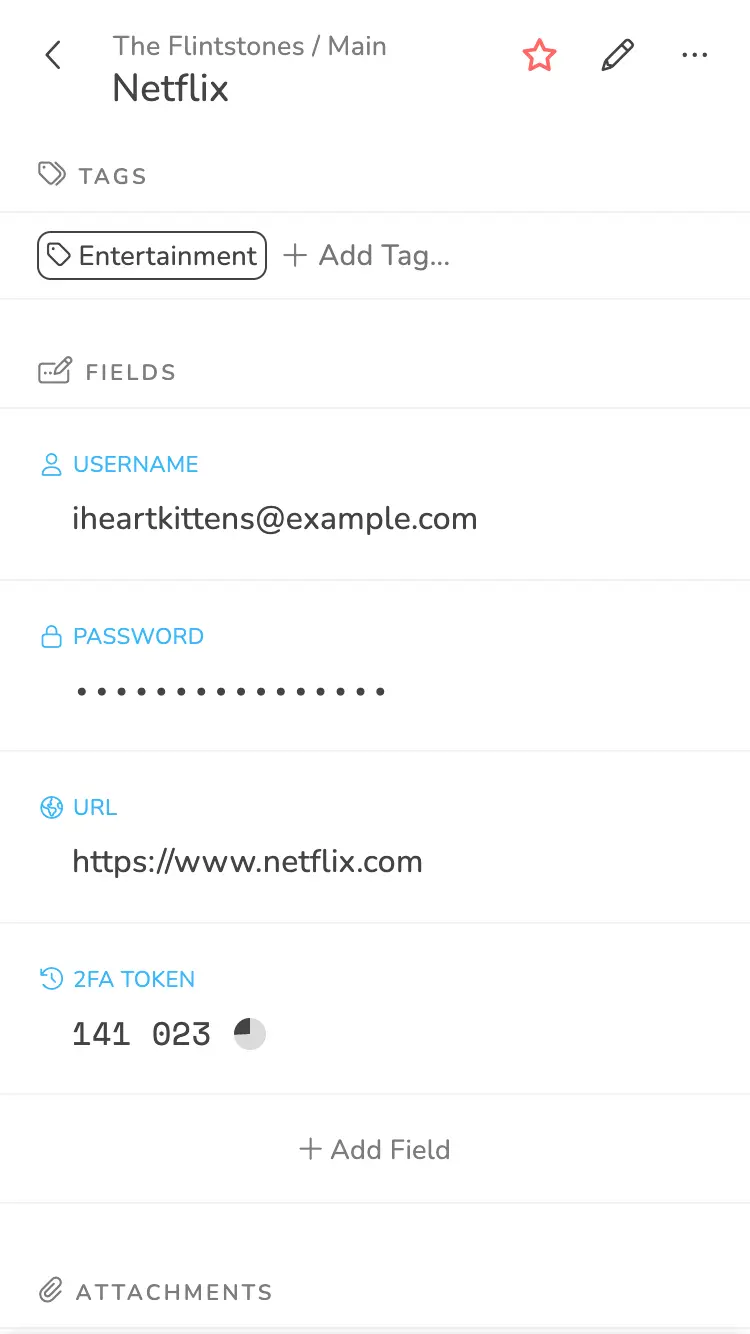 The Flintstones / Main
Netflix
TAGS
Entertainment + Add Tag...
FIELDS
USERNAME
iheartkittens@example.com
PASSWORD
••••••••••••••••
URL
https://www.netflix.com
2FA TOKEN
141 023
+ Add Field
ATTACHMENTS